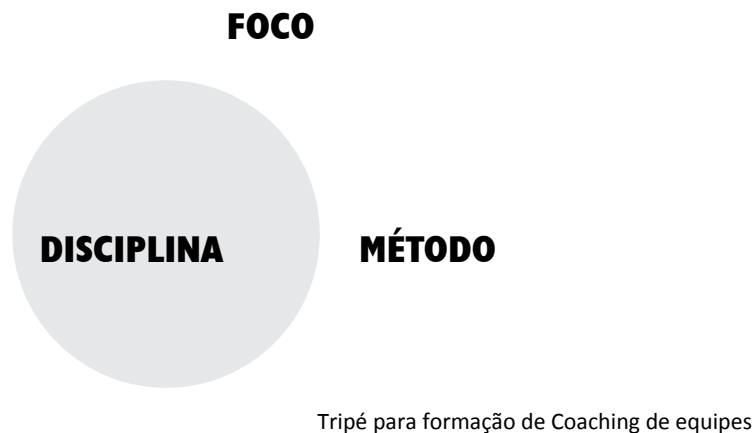 FOCO
DISCIPLINA MÉTODO
Tripé para formação de Coaching de equipes